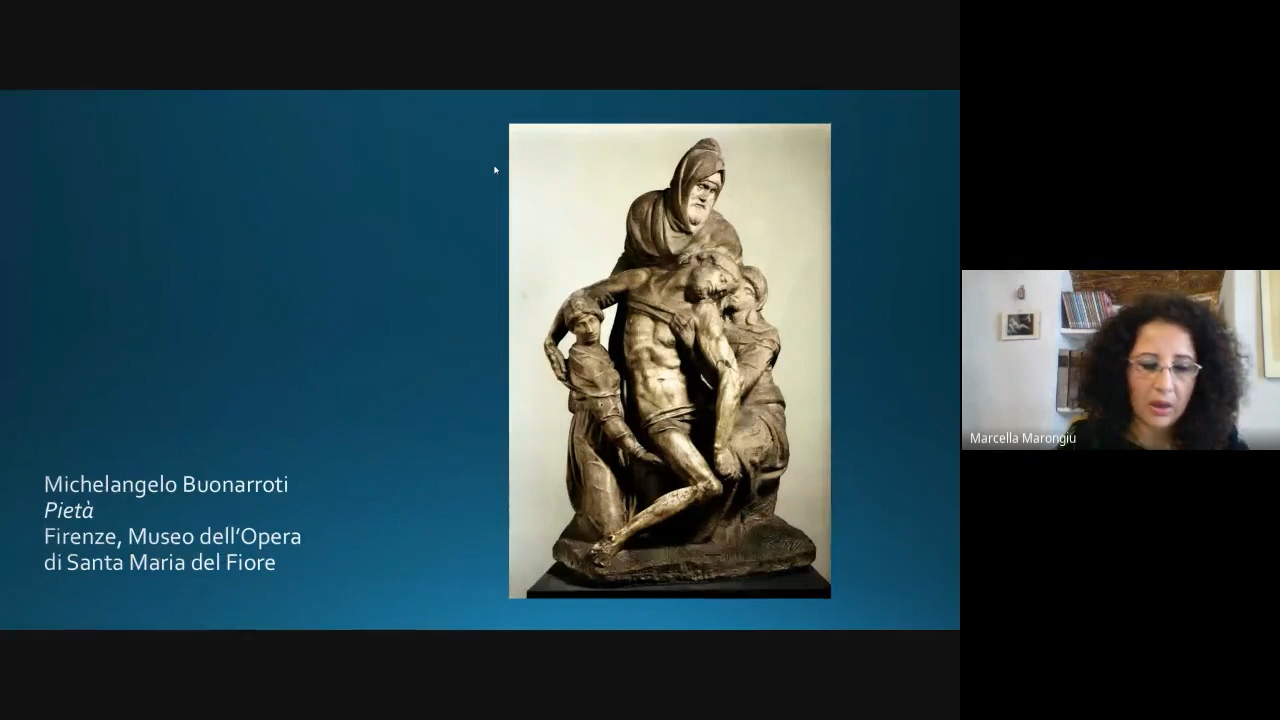 Michelangelo Buonarroti
Pietà
Firenze, Museo dell’Opera
di Santa Maria del Fiore
Marcella Marongiu